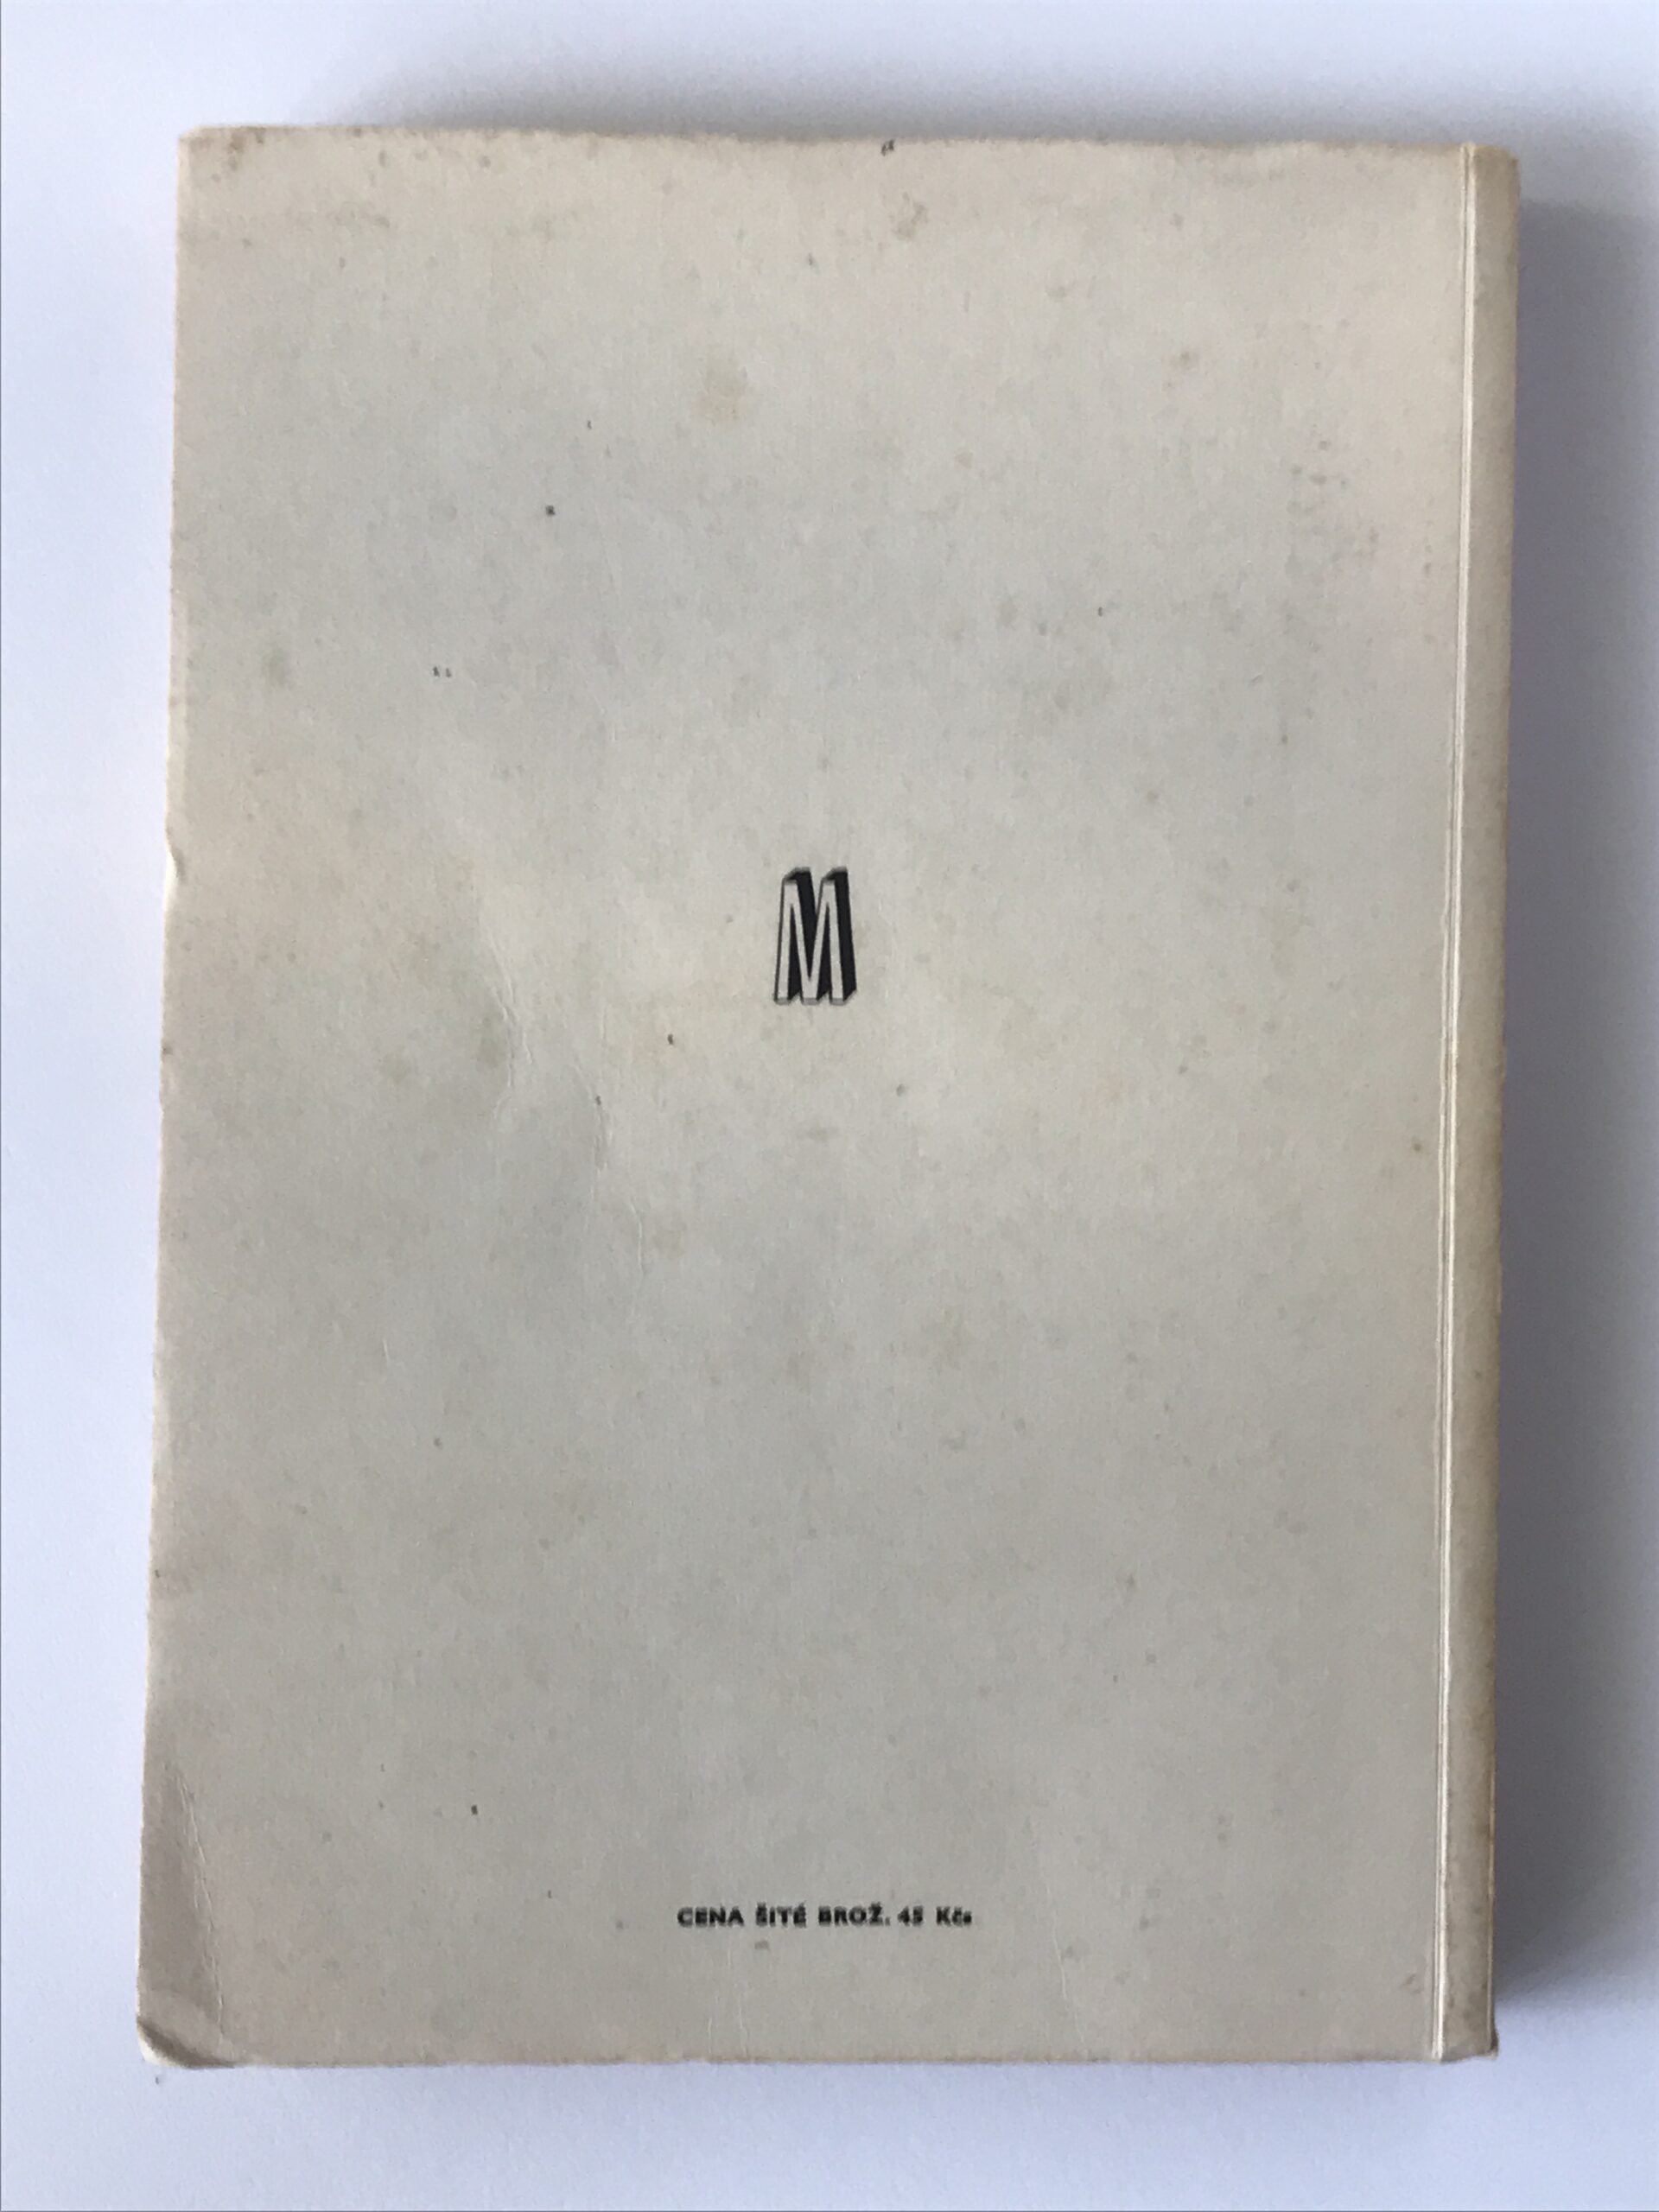 M
CENA ŠITÉ BROŽ. 45 Kčs